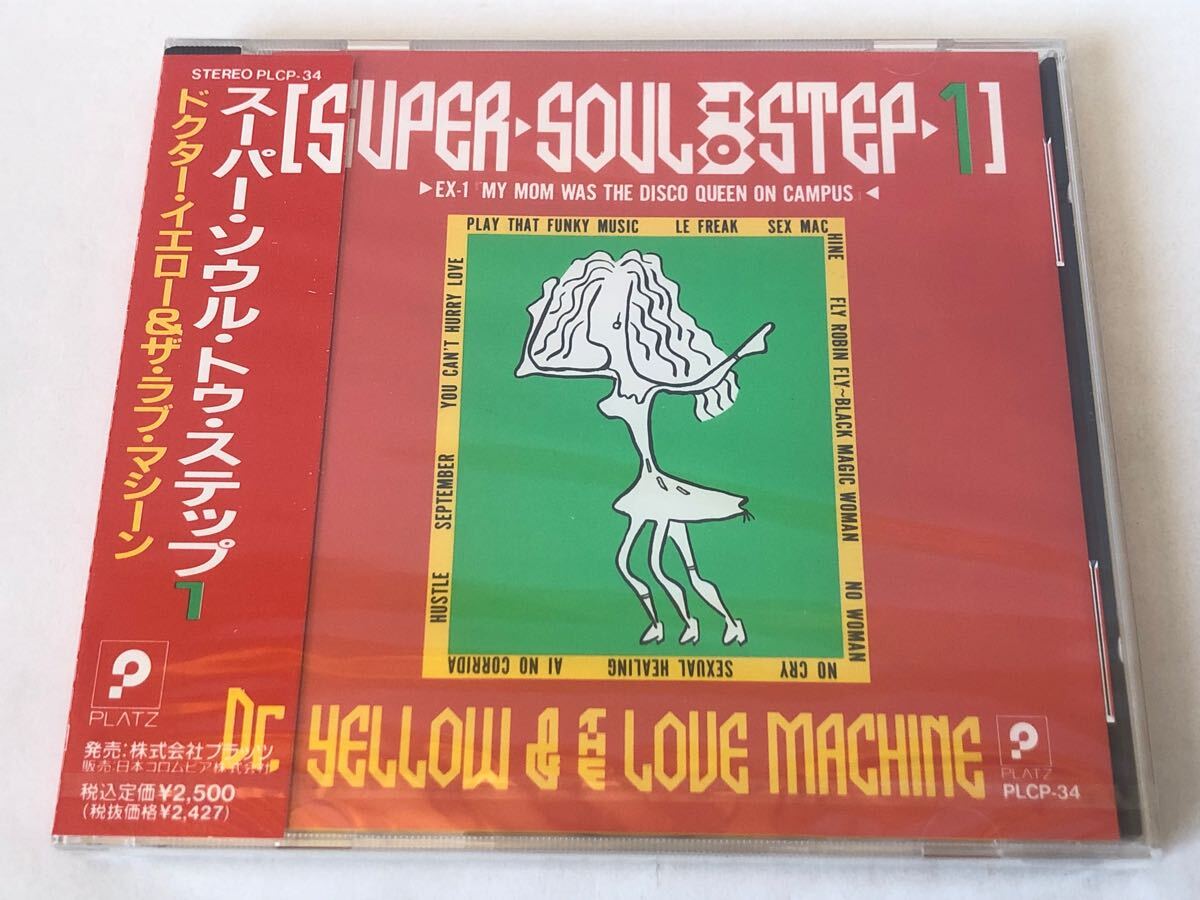 STEREO PLCP-34
スーパー・ソウル・トゥ・ステップ1
ドクター・イエロー&ザ・ラブ・マシーン
PLATZ
発売:株式会社プラッツ
販売:日本コロムビア株式会社
税込定価¥2,500
(税抜価格¥2,427)
[SUPER▸SOUL TO STEP▸1]
▶EX-1「MY MOM WAS THE DISCO QUEEN ON CAMPUS」◀
PLAY THAT FUNKY MUSIC LE FREAK SEX MACHINE
FLY ROBIN FLY~BLACK MAGIC WOMAN NO WOMAN
NO CRY SEXUAL HEALING AI NO CORRIDA
HUSTLE SEPTEMBER YOU CAN'T HURRY LOVE
Dr. YELLOW & THE LOVE MACHINE
PLATZ
PLCP-34